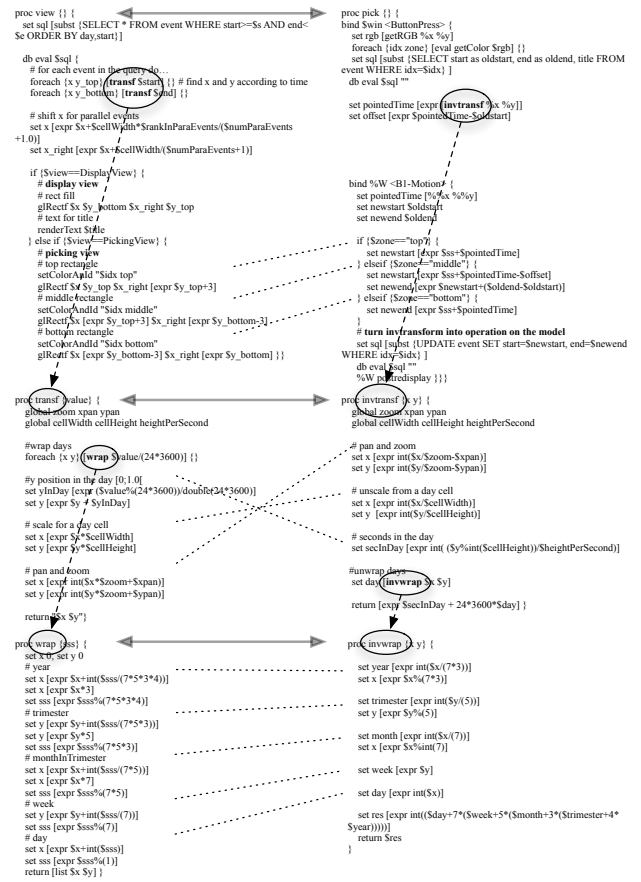 proc view {} {
set sql [subst {SELECT * FROM event WHERE start>=$s AND end<
$e ORDER BY day,start}]
db eval $sql {
# for each event in the query do…
foreach {x y_top} [transf $start] {} # find x and y according to time
foreach {x y_bottom} [transf $end] {}
# shift x for parallel events
set x [expr $x+$cellWidth*$rankInParaEvents/($numParaEvents
+1.0)]
set x_right [expr $x+$cellWidth/($numParaEvents+1)]
if {$view==DisplayView} {
# display view
# rect fill
glRectf $x $y_bottom $x_right $y_top
# text for title
renderText $title
} else if {$view==PickingView} {
# picking view
# top rectangle
setColorAndId "$idx top"
glRectf $x $y_top $x_right [expr $y_top+3]
# middle rectangle
setColorAndId "$idx middle"
glRectf $x [expr $y_top+3] $x_right [expr $y_bottom-3]
# bottom rectangle
setColorAndId "$idx bottom"
glRectf $x [expr $y_bottom-3] $x_right [expr $y_bottom] }}
proc transf {value} {
global zoom xpan ypan
global cellWidth cellHeight heightPerSecond
#wrap days
foreach {x y} [wrap $value/(24*3600)] {}
#y position in the day [0;1.0[
set yInDay [expr ($value%(24*3600))/double(24*3600)]
set y [expr $y + $yInDay]
# scale for a day cell
set x [expr $x*$cellWidth]
set y [expr $y*$cellHeight]
# pan and zoom
set x [expr int($x*$zoom+$xpan)]
set y [expr int($y*$zoom+$ypan)]
return "$x $y"}
proc wrap {sss} {
set x 0; set y 0
# year
set x [expr $x+int($sss/(7*5*3*4))]
set x [expr $x*3]
set sss [expr $sss%(7*5*3*4)]
# trimester
set y [expr $y+int($sss/(7*5*3))]
set y [expr $y*5]
set sss [expr $sss%(7*5*3)]
# monthInTrimester
set x [expr $x+int($sss/(7*5))]
set x [expr $x*7]
set sss [expr $sss%(7*5)]
# week
set y [expr $y+int($sss/(7))]
set sss [expr $sss%(7)]
# day
set x [expr $x+int($sss)]
set sss [expr $sss%(1)]
return [list $x $y] }
proc pick {} {
bind $win <ButtonPress> {
set rgb [getRGB %x %y]
foreach {idx zone} [eval getColor $rgb] {}
set sql [subst {SELECT start as oldstart, end as oldend, title FROM
event WHERE idx=$idx} ]
db eval $sql ""
set pointedTime [expr [invtransf %x %y]]
set offset [expr $pointedTime-$oldstart]
bind %W <B1-Motion> {
set pointedTime [%%x %%y]
set newstart $oldstart
set newend $oldend
if {$zone=="top"} {
set newstart [expr $ss+$pointedTime]
} elseif {$zone=="middle"} {
set newstart [expr $ss+$pointedTime-$offset]
set newend [expr $newstart+($oldend-$oldstart)]
} elseif {$zone=="bottom"} {
set newend [expr $ss+$pointedTime]
}
# turn invtransform into operation on the model
set sql [subst {UPDATE event SET start=$newstart, end=$newend
WHERE idx=$idx} ]
db eval $sql ""
%W postredisplay }}}
proc invtransf {x y} {
global zoom xpan ypan
global cellWidth cellHeight heightPerSecond
# pan and zoom
set x [expr int($x/$zoom-$xpan)]
set y [expr int($y/$zoom-$ypan)]
# unscale from a day cell
set x [expr int($x/$cellWidth)]
set y [expr int($y/$cellHeight)]
# seconds in the day
set secInDay [expr int( ($y%int($cellHeight))/$heightPerSecond)]
#unwrap days
set day [invwrap $x $y]
return [expr $secInDay + 24*3600*$day] }
proc invwrap {x y} {
set year [expr int($x/(7*3))]
set x [expr $x%(7*3)]
set trimester [expr int($y/(5))]
set y [expr $y%(5)]
set month [expr int($x/(7))]
set x [expr $x%int(7)]
set week [expr $y]
set day [expr int($x)]
set res [expr int(($day+7*($week+5*($month+3*($trimester+4*
$year)))))]
return $res
}